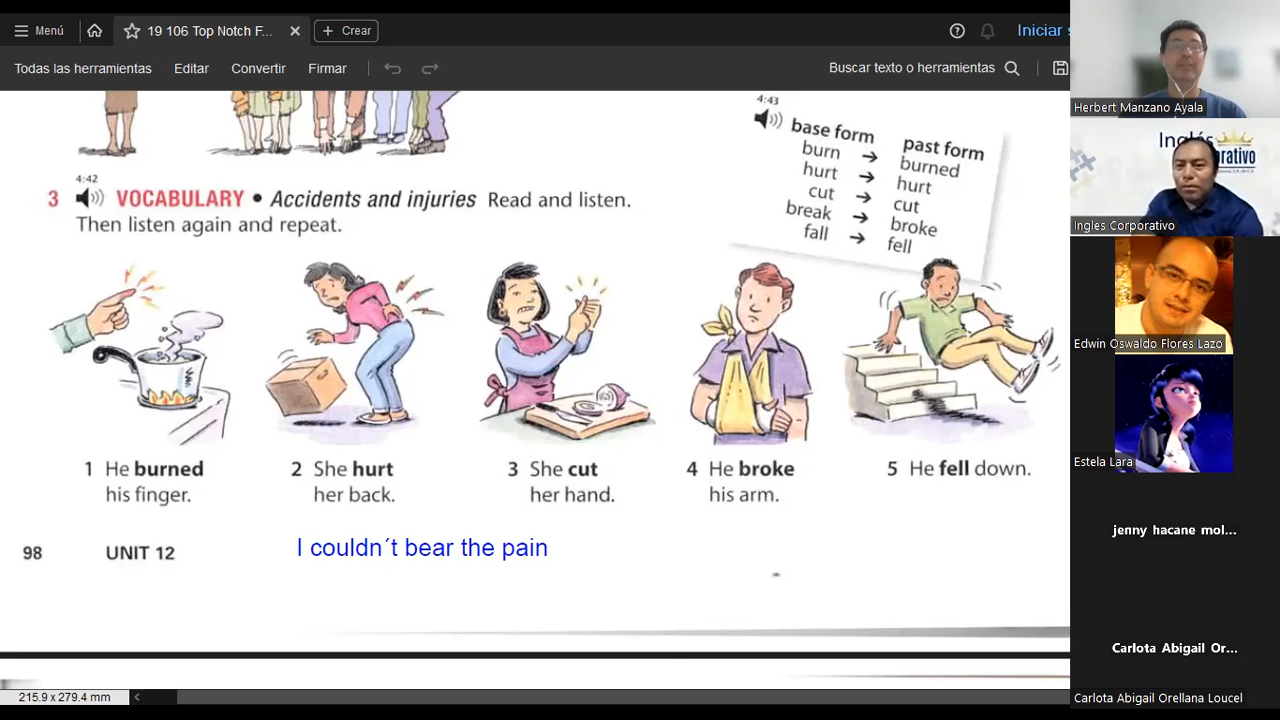 Menú
19 106 Top Notch F...
Crear
Iniciar s
Todas las herramientas
Editar
Convertir
Firmar
Buscar texto o herramientas
4:43
base form → past form
burn → burned
hurt → hurt
cut → cut
break → broke
fall → fell
4:42
3 VOCABULARY • Accidents and injuries Read and listen.
Then listen again and repeat.
1 He burned
his finger.
2 She hurt
her back.
3 She cut
her hand.
4 He broke
his arm.
5 He fell down.
98 UNIT 12
I couldn´t bear the pain
215.9 x 279.4 mm
Herbert Manzano Ayala
Inglés
Ingles Corporativo
Edwin Oswaldo Flores Lazo
Estela Lara
jenny hacane mol...
Carlota Abigail Or...
Carlota Abigail Orellana Loucel